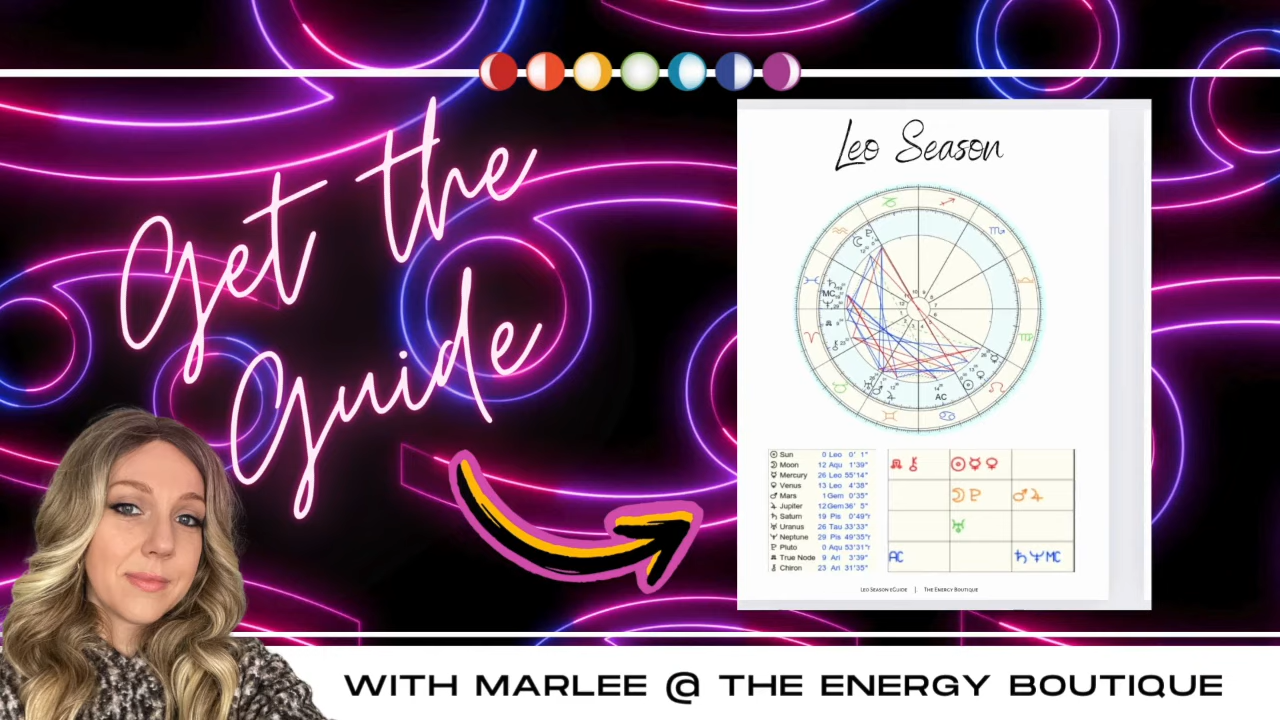 Get the
Guide
Leo Season
MC
AC
☉ Sun 0 Leo 0' 1"
☽ Moon 12 Aqu 1'39"
☿ Mercury 26 Leo 55'14"
♀ Venus 13 Leo 4'38"
♂ Mars 1 Gem 0'35"
♃ Jupiter 12 Gem 36' 5"
♄ Saturn 19 Pis 0'49"r
♅ Uranus 26 Tau 33'33"
♆ Neptune 29 Pis 49'35"r
♇ Pluto 0 Aqu 53'31"r
☊ True Node 9 Ari 3'39"
⚷ Chiron 23 Ari 31'35"
☊ ⚷ ☉ ☿ ♀
☽ ♇ ♂ ♃
♅
AC ♄ ♆ MC
Leo Season eGuide | The Energy Boutique
WITH MARLEE @ THE ENERGY BOUTIQUE